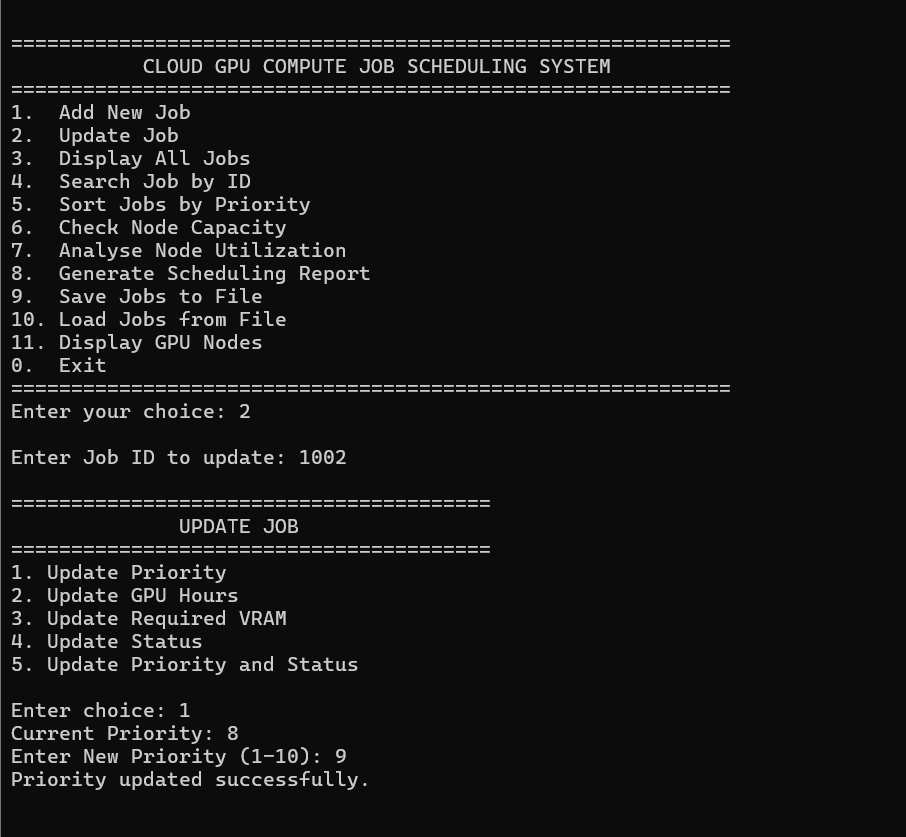 ============================================================
           CLOUD GPU COMPUTE JOB SCHEDULING SYSTEM
============================================================
1.  Add New Job
2.  Update Job
3.  Display All Jobs
4.  Search Job by ID
5.  Sort Jobs by Priority
6.  Check Node Capacity
7.  Analyse Node Utilization
8.  Generate Scheduling Report
9.  Save Jobs to File
10. Load Jobs from File
11. Display GPU Nodes
0.  Exit
============================================================
Enter your choice: 2

Enter Job ID to update: 1002

========================================
              UPDATE JOB
========================================
1. Update Priority
2. Update GPU Hours
3. Update Required VRAM
4. Update Status
5. Update Priority and Status

Enter choice: 1
Current Priority: 8
Enter New Priority (1-10): 9
Priority updated successfully.